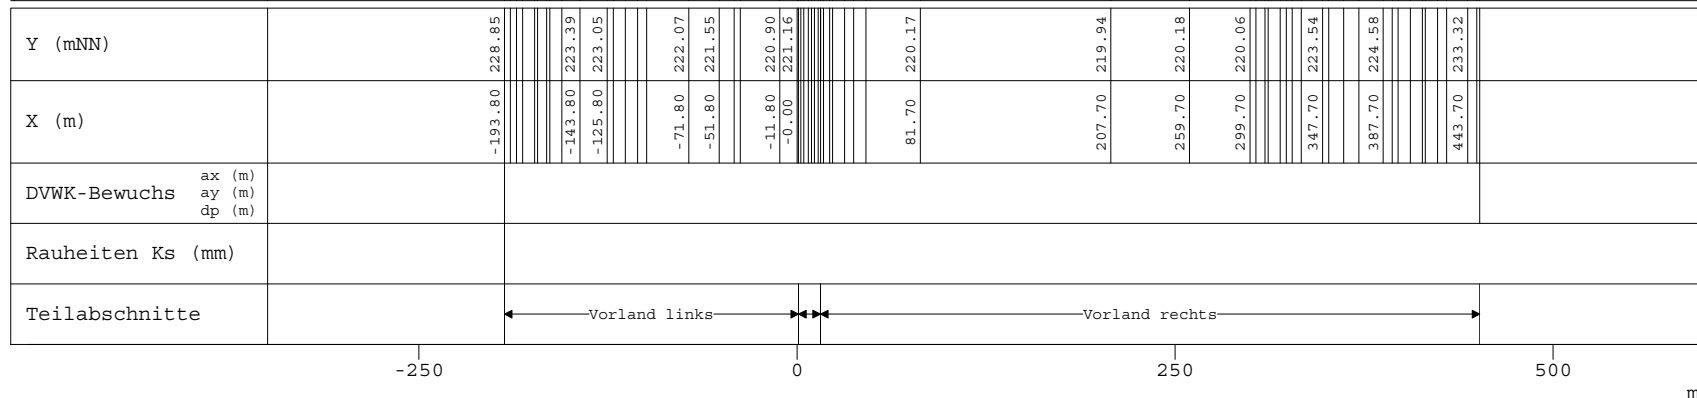 Y (mNN)
228.85 223.39 223.05 222.07 221.55 220.90 221.16 220.17 219.94 220.18 220.06 223.54 224.58 233.32
X (m)
-193.80 -143.80 -125.80 -71.80 -51.80 -11.80 -0.00 81.70 207.70 259.70 299.70 347.70 387.70 443.70
DVWK-Bewuchs
ax (m)
ay (m)
dp (m)
Rauheiten Ks (mm)
Teilabschnitte
Vorland links Vorland rechts
-250 0 250 500
m